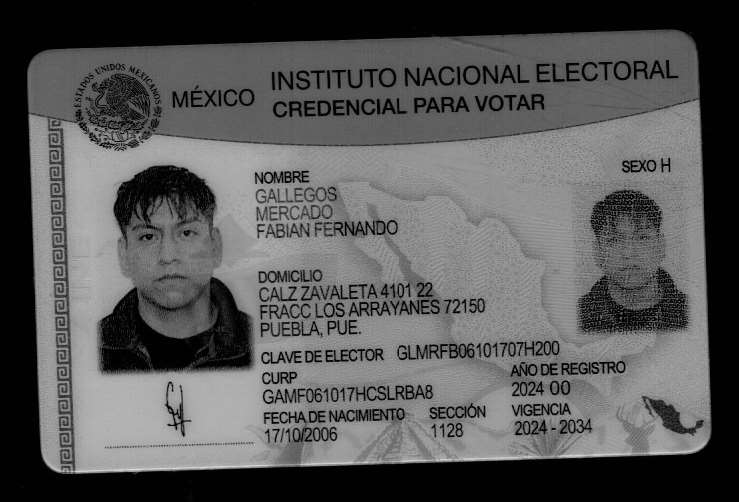 ESTADOS UNIDOS MEXICANOS
MÉXICO INSTITUTO NACIONAL ELECTORAL
CREDENCIAL PARA VOTAR
NOMBRE
SEXO H
GALLEGOS
MERCADO
FABIAN FERNANDO
DOMICILIO
CALZ ZAVALETA 4101 22
FRACC LOS ARRAYANES 72150
PUEBLA, PUE.
CLAVE DE ELECTOR GLMRFB06101707H200
CURP
AÑO DE REGISTRO
GAMF061017HCSLRBA8
2024 00
FECHA DE NACIMIENTO SECCIÓN VIGENCIA
17/10/2006 1128 2024 - 2034